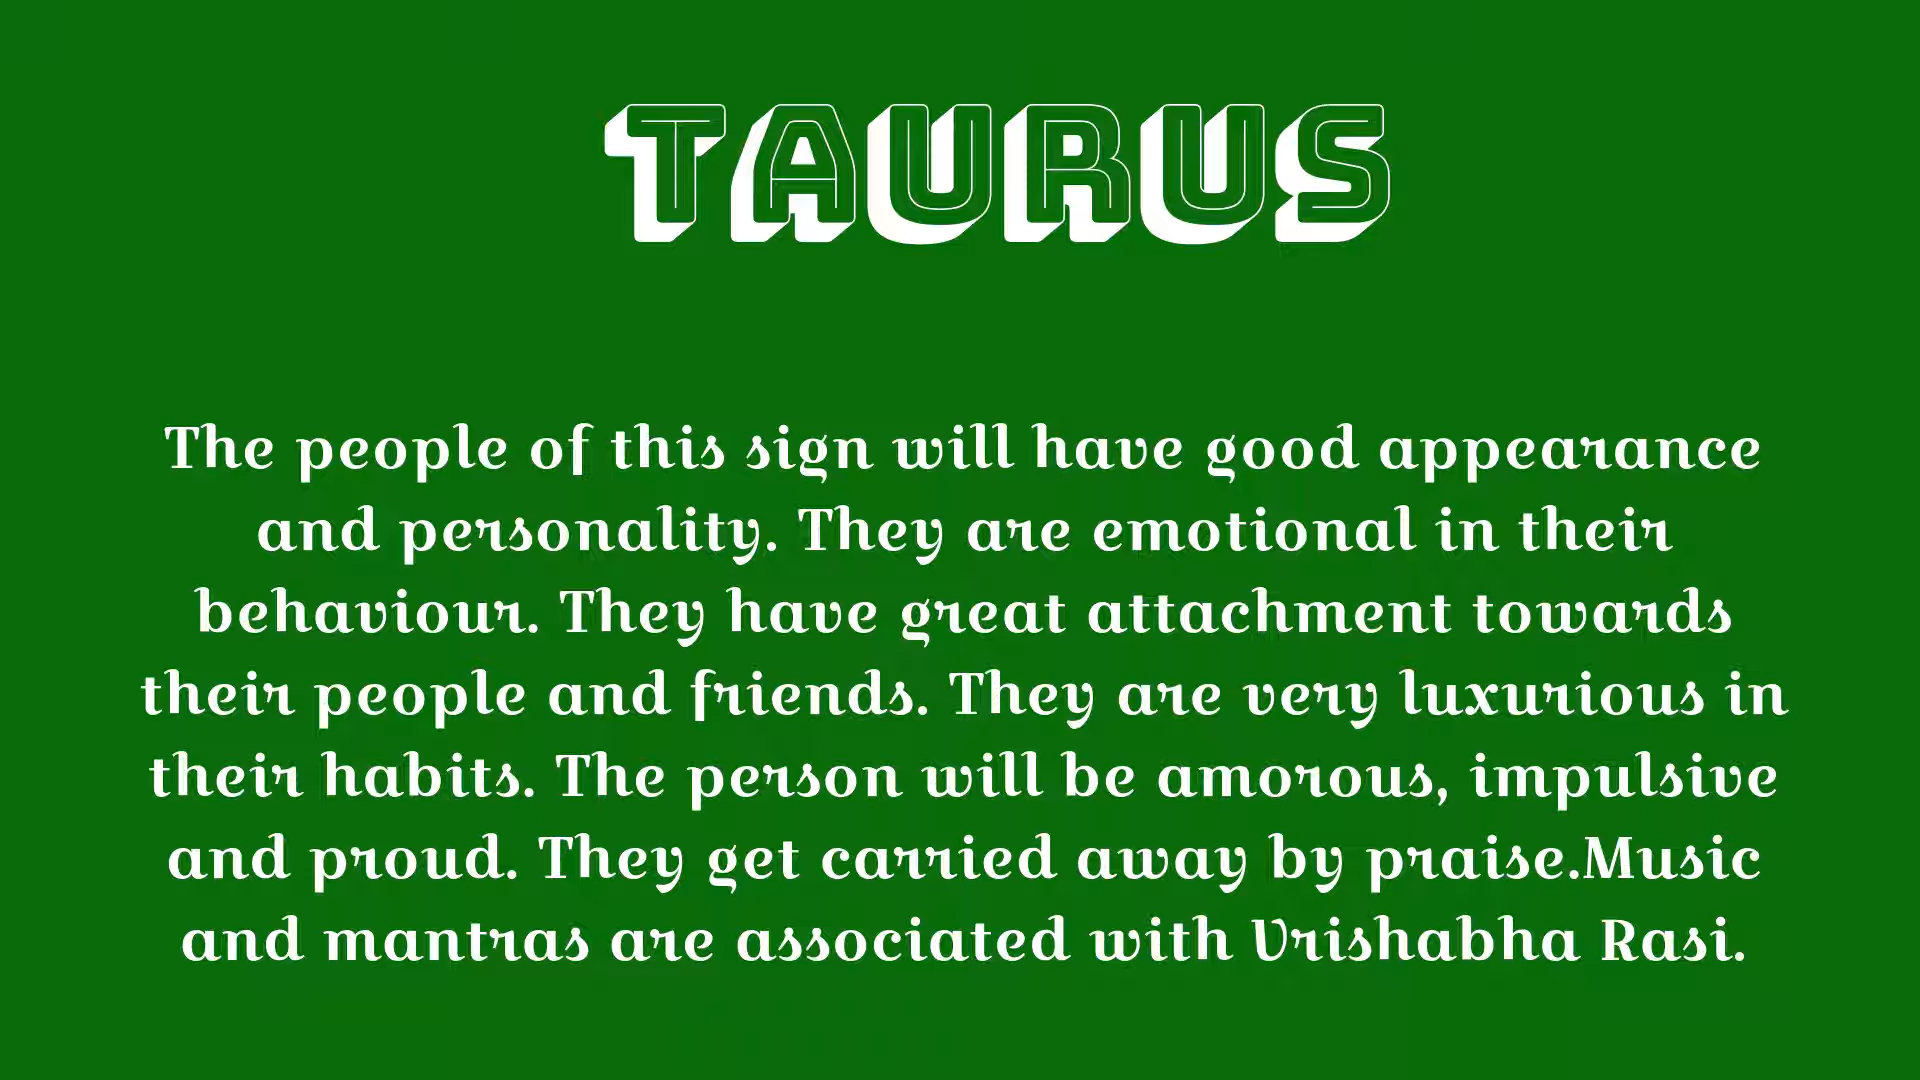 TAURUS
The people of this sign will have good appearance
and personality. They are emotional in their
behaviour. They have great attachment towards
their people and friends. They are very luxurious in
their habits. The person will be amorous, impulsive
and proud. They get carried away by praise.Music
and mantras are associated with Vrishabha Rasi.